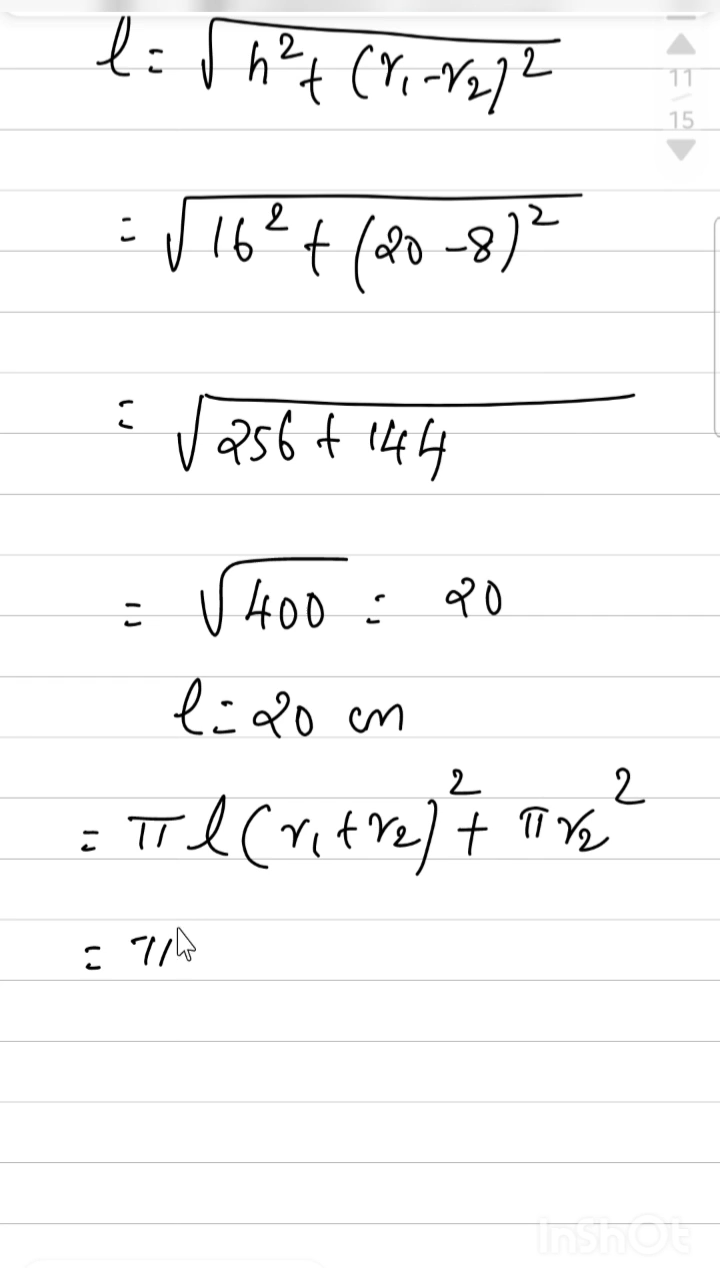 l = √h² + (r₁ - r₂)²
11
15
= √16² + (20 - 8)²
= √256 + 144
= √400 = 20
l = 20 cm
= π l (r₁ + r₂)² + π r₂²
=
InShOt